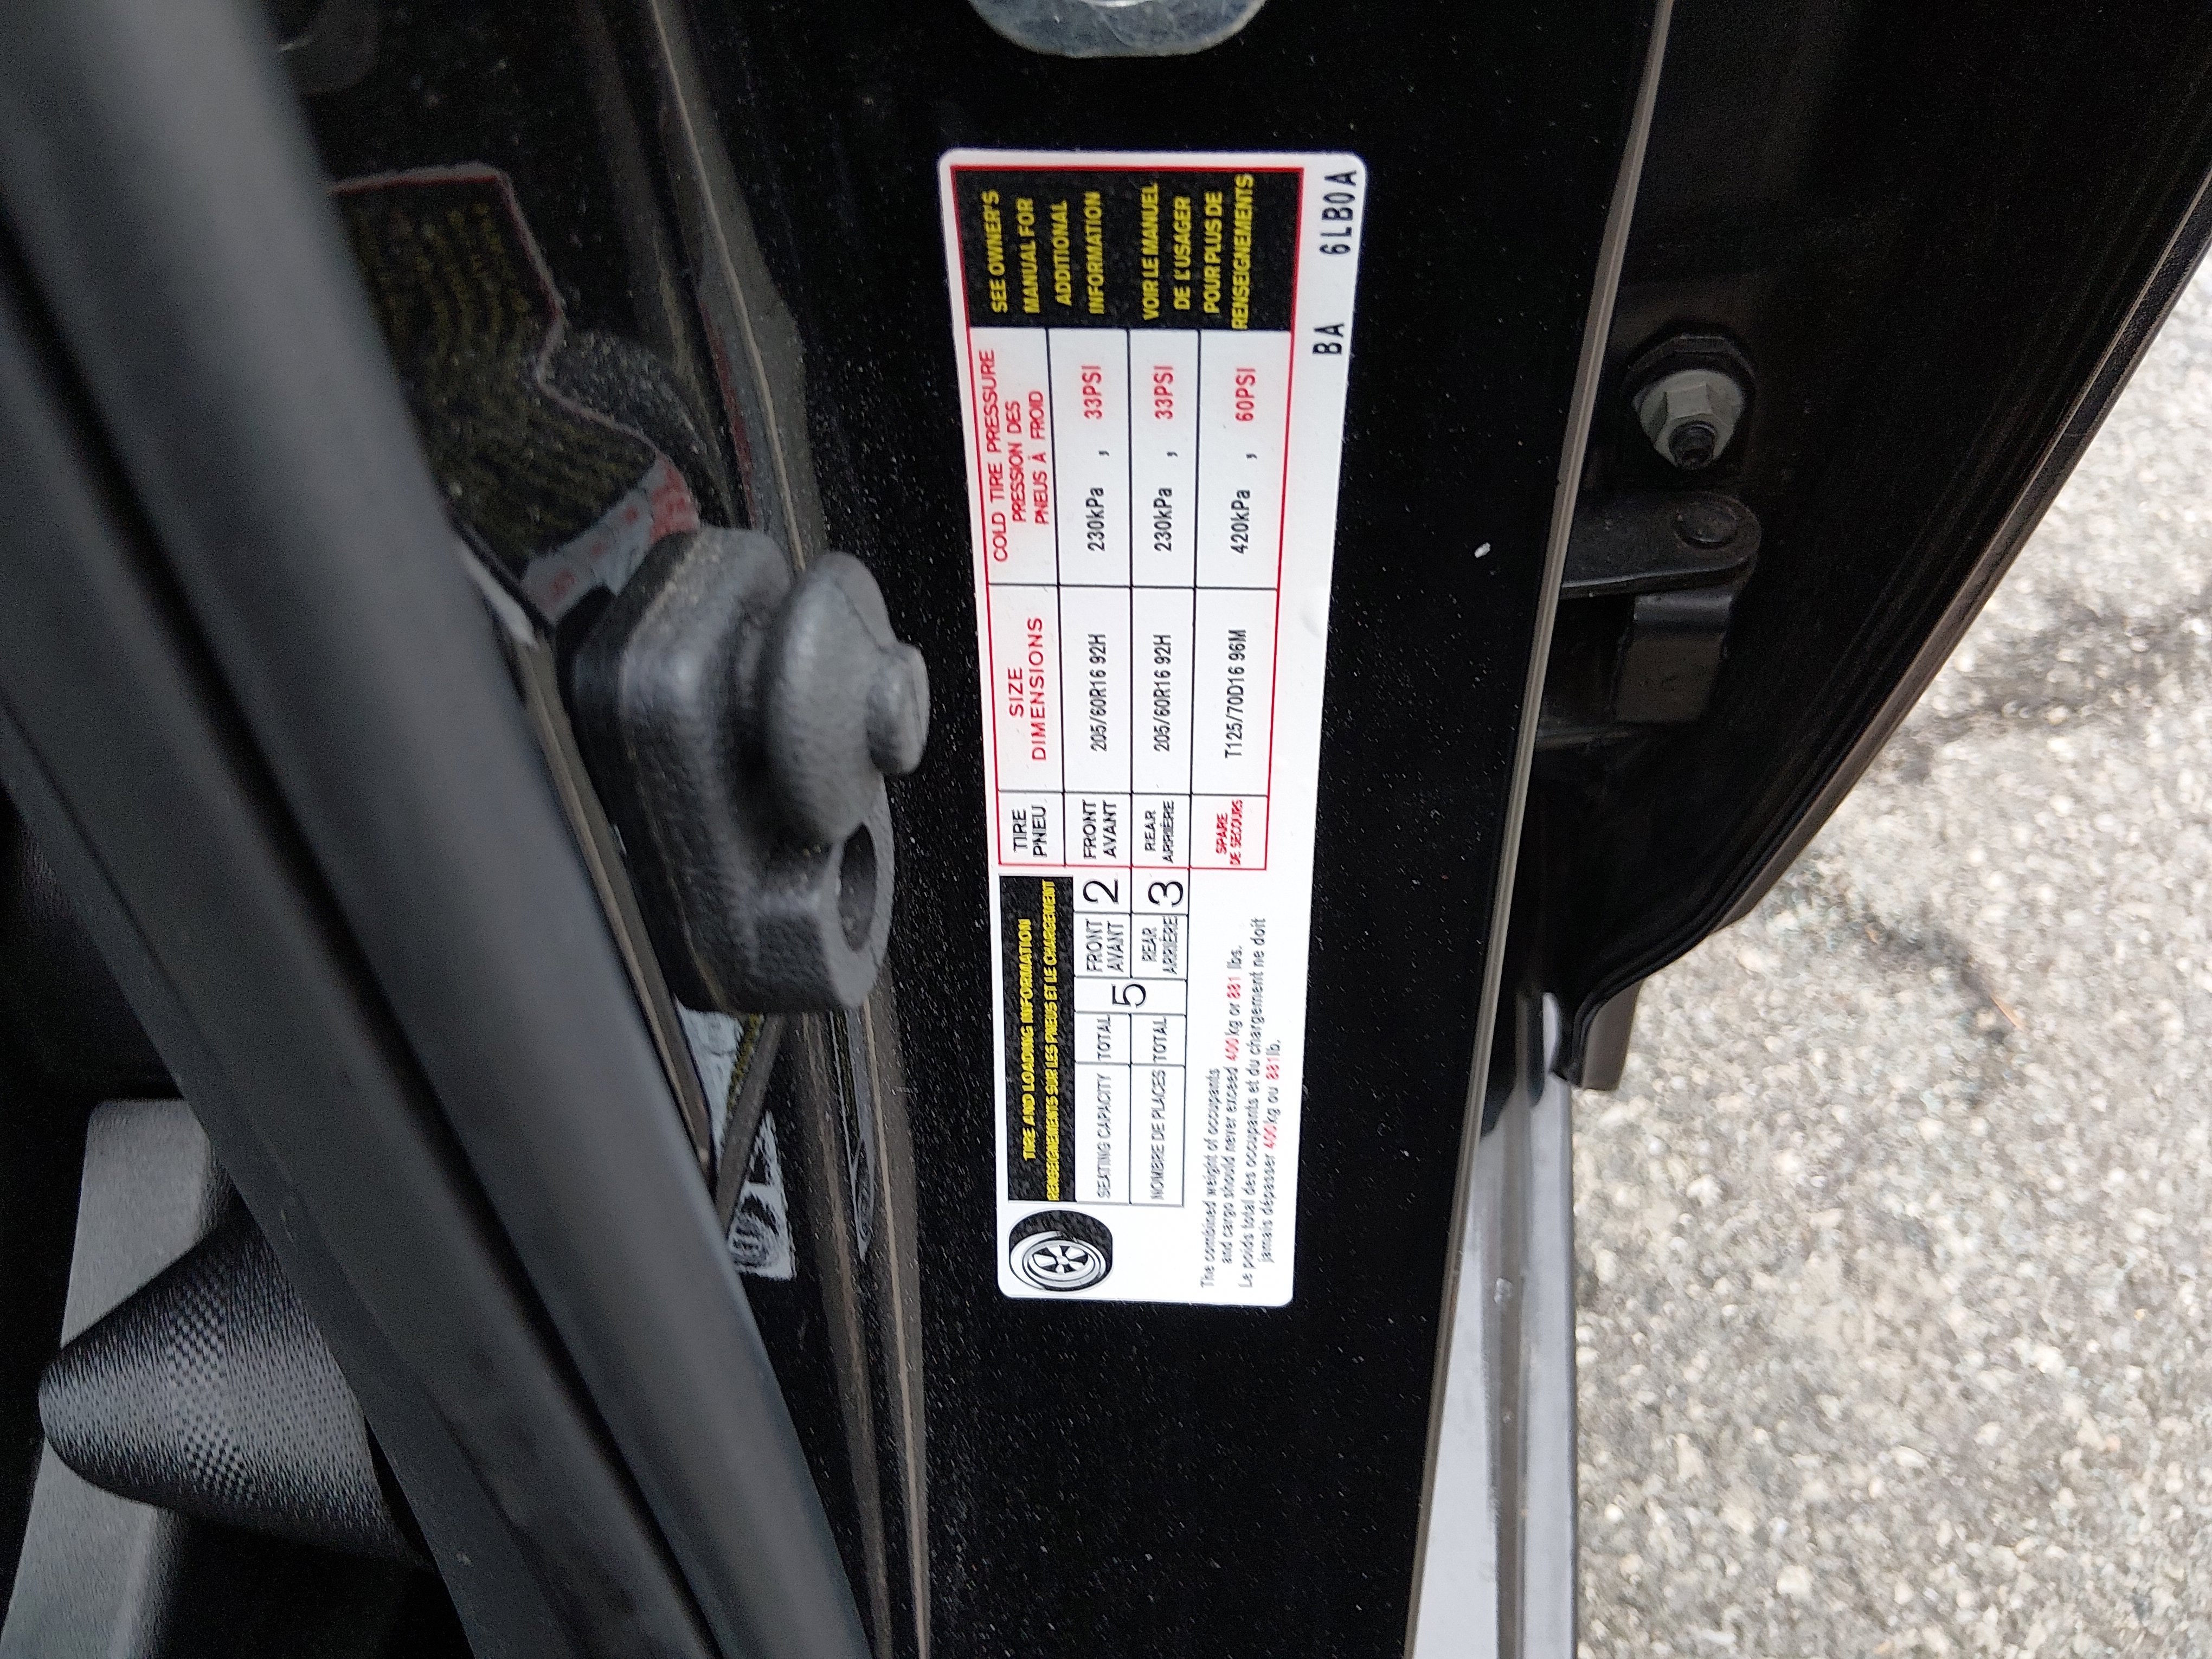 TIRE AND LOADING INFORMATION
RENSEIGNEMENTS SUR LES PNEUS ET LE CHARGEMENT
SEATING CAPACITY TOTAL 5 FRONT AVANT 2
NOMBRE DE PLACES TOTAL REAR ARRIÈRE 3
The combined weight of occupants
and cargo should never exceed 400 kg or 881 lbs.
Le poids total des occupants et du chargement ne doit
jamais dépasser 400 kg ou 881 lb.
TIRE PNEU
SIZE
DIMENSIONS
COLD TIRE PRESSURE
PRESSION DES
PNEUS À FROID
FRONT AVANT 205/60R16 92H 230kPa , 33PSI
REAR ARRIÈRE 205/60R16 92H 230kPa , 33PSI
SPARE DE SECOURS T125/70D16 96M 420kPa , 60PSI
SEE OWNER'S
MANUAL FOR
ADDITIONAL
INFORMATION
VOIR LE MANUEL
DE L'USAGER
POUR PLUS DE
RENSEIGNEMENTS
BA 6LB0A